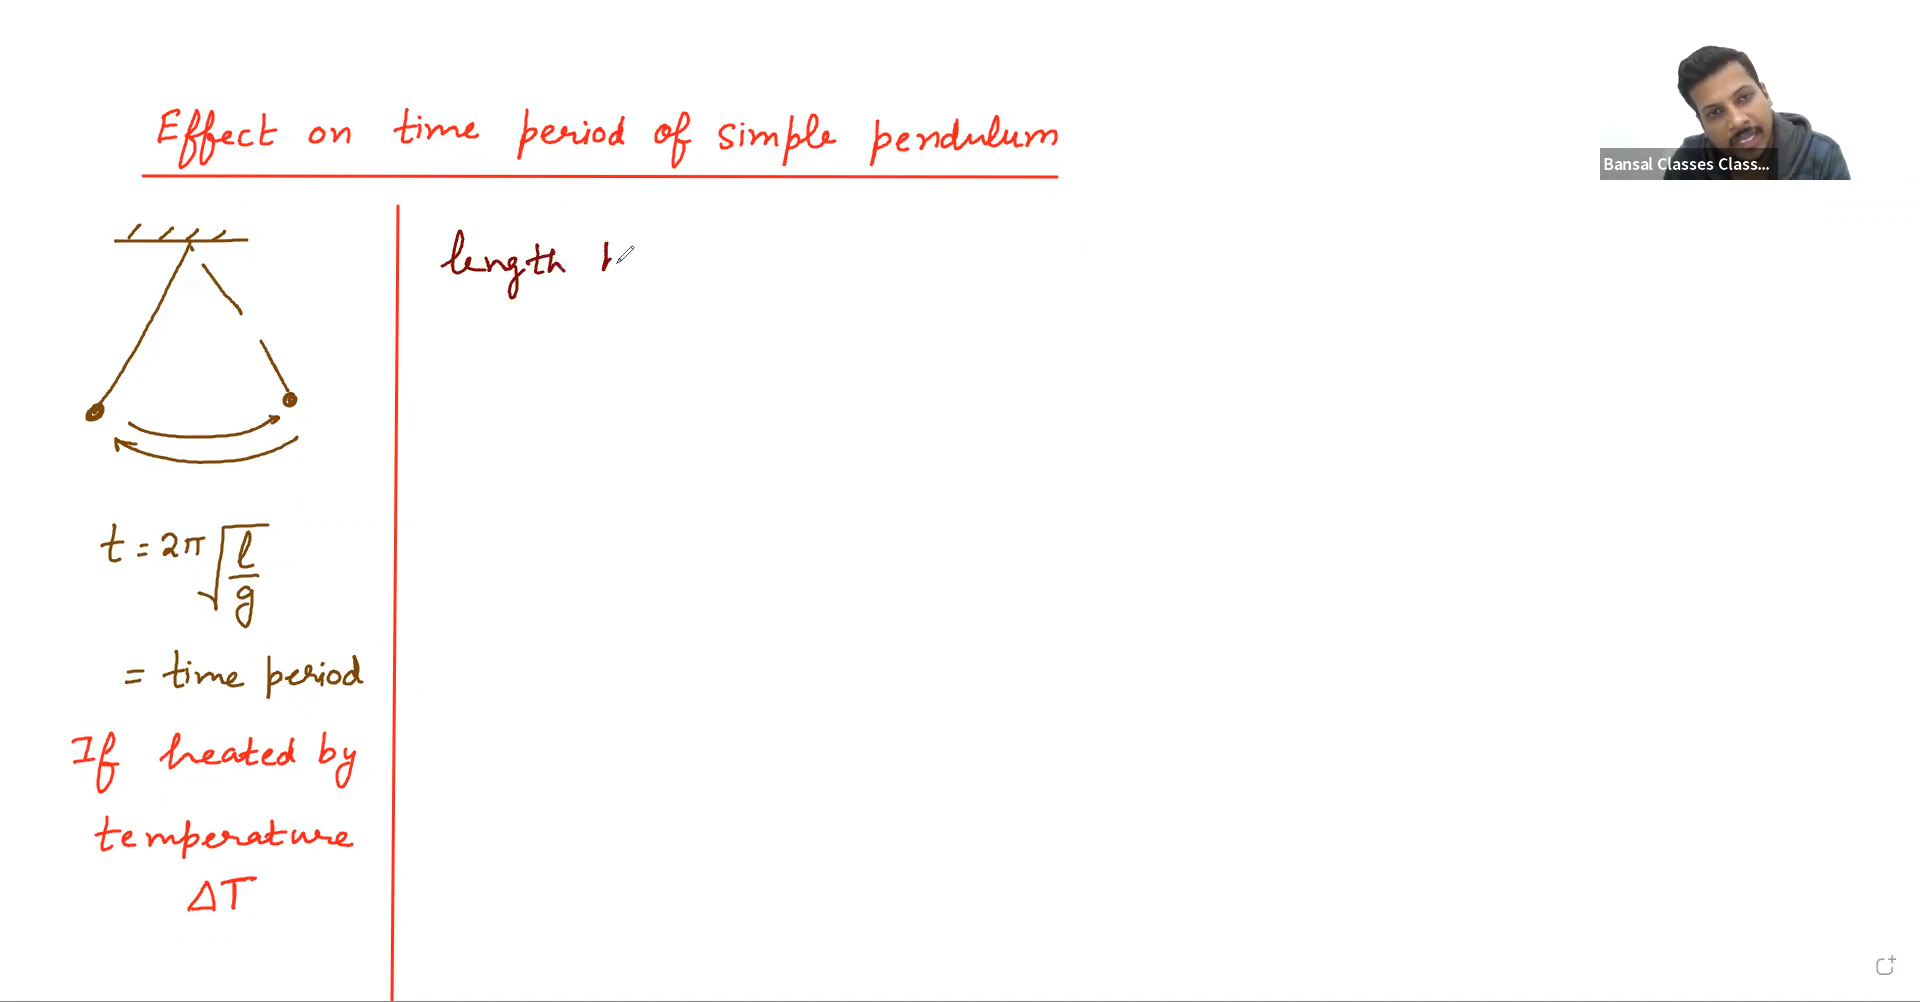 Effect on time period of simple pendulum
Bansal Classes Class...
length
t = 2π√(l/g)
= time period
If heated by
temperature
ΔT